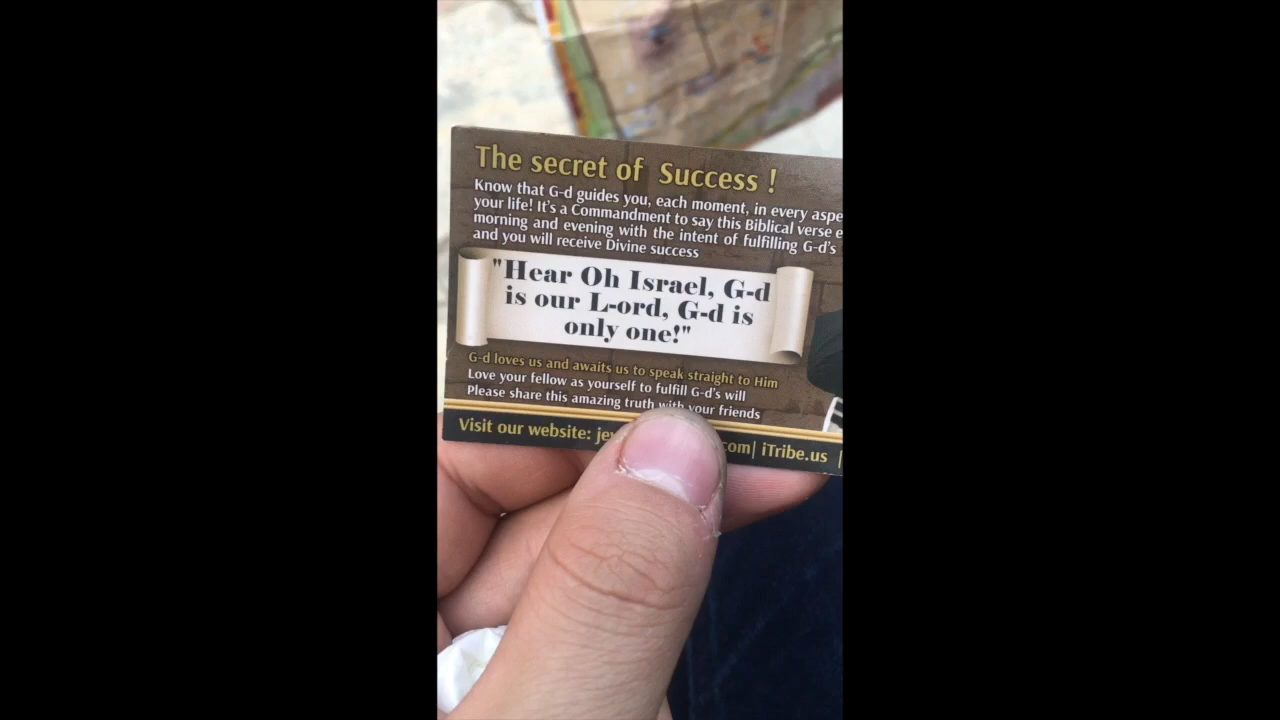 The secret of Success !
Know that G-d guides you, each moment, in every
your life! It's a Commandment to say this Biblical verse
morning and evening with the intent of fulfilling G-d's
and you will receive Divine success
"Hear Oh Israel, G-d
is our L-ord, G-d is
only one!"
G-d loves us and awaits us to speak straight to Him
Love your fellow as yourself to fulfill G-d's will
Please share this amazing truth with your friends
Visit our website: com| iTribe.us |